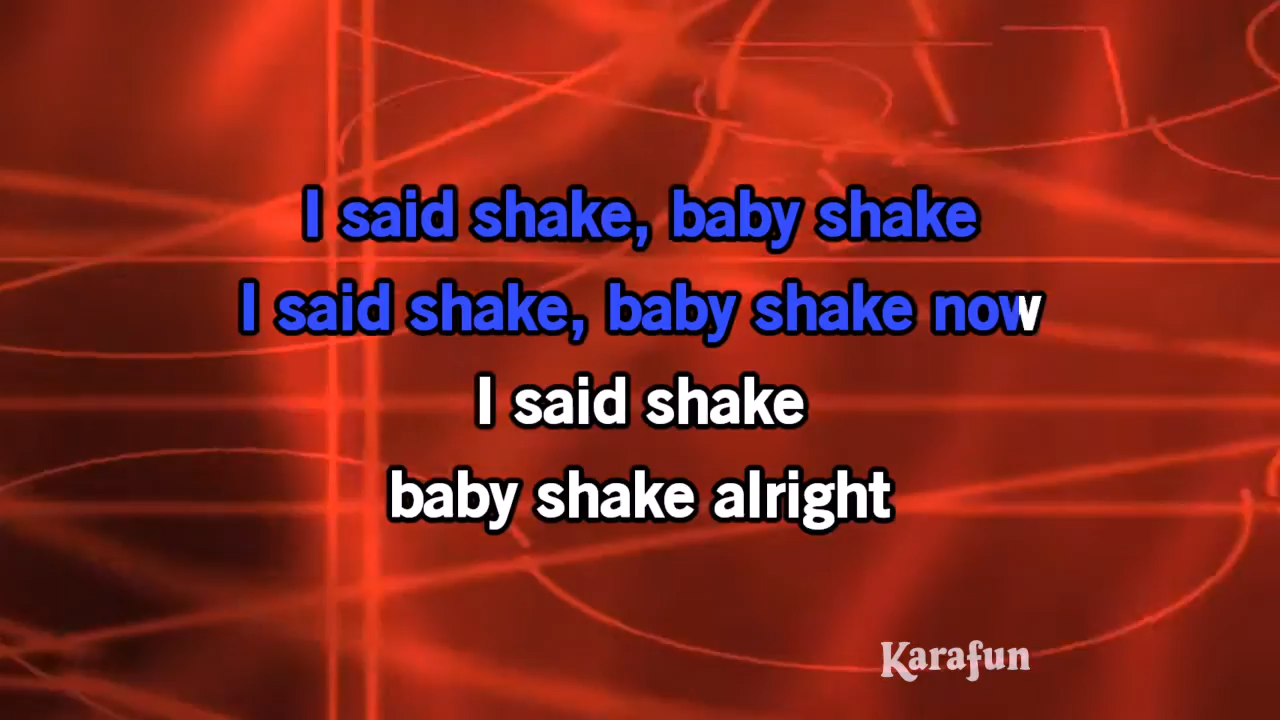 I said shake, baby shake
I said shake, baby shake now
I said shake
baby shake alright
Karafun